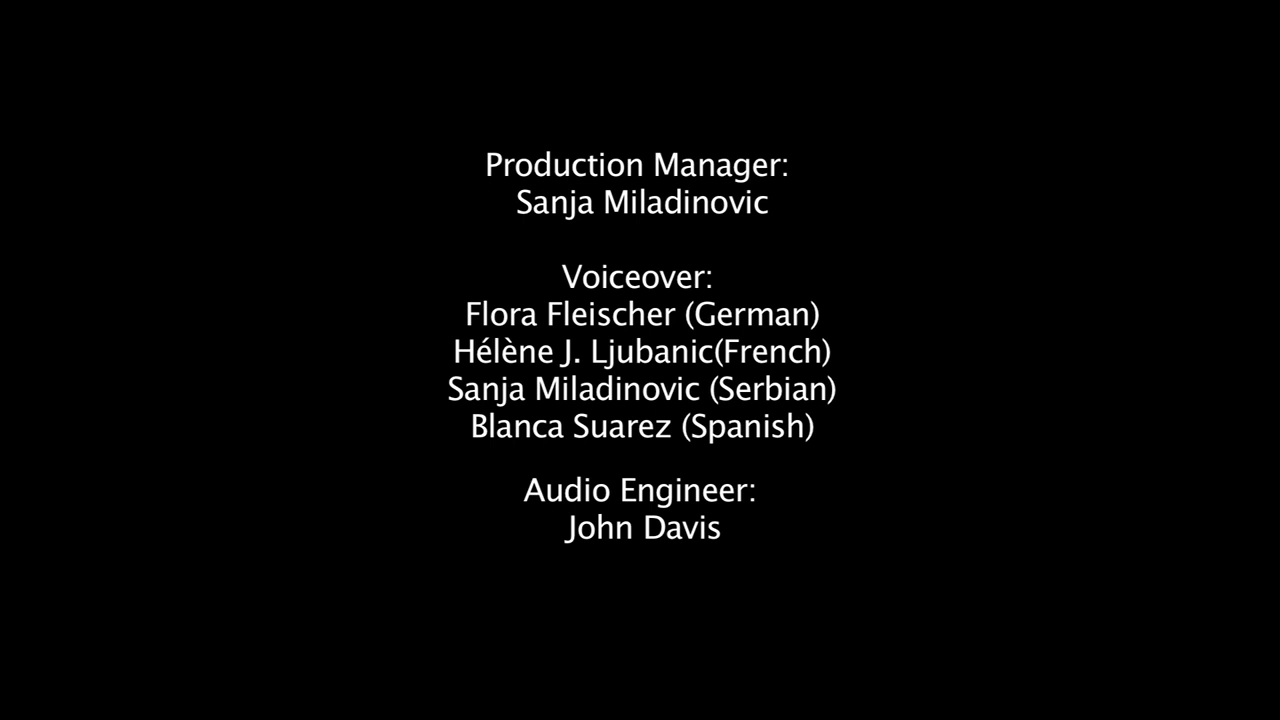 Production Manager:
Sanja Miladinovic
Voiceover:
Flora Fleischer (German)
Hélène J. Ljubanic(French)
Sanja Miladinovic (Serbian)
Blanca Suarez (Spanish)
Audio Engineer:
John Davis